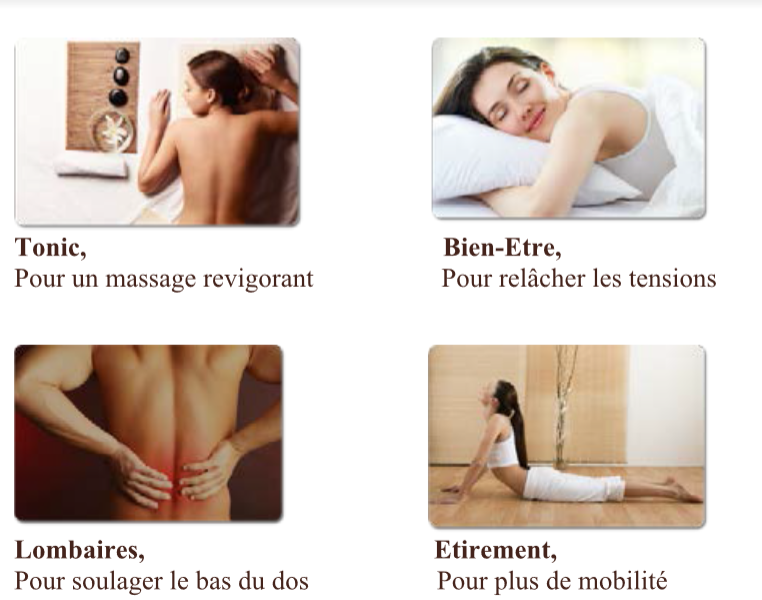 Tonic,
Pour un massage revigorant
Bien-Etre,
Pour relâcher les tensions
Lombaires,
Pour soulager le bas du dos
Etirement,
Pour plus de mobilité